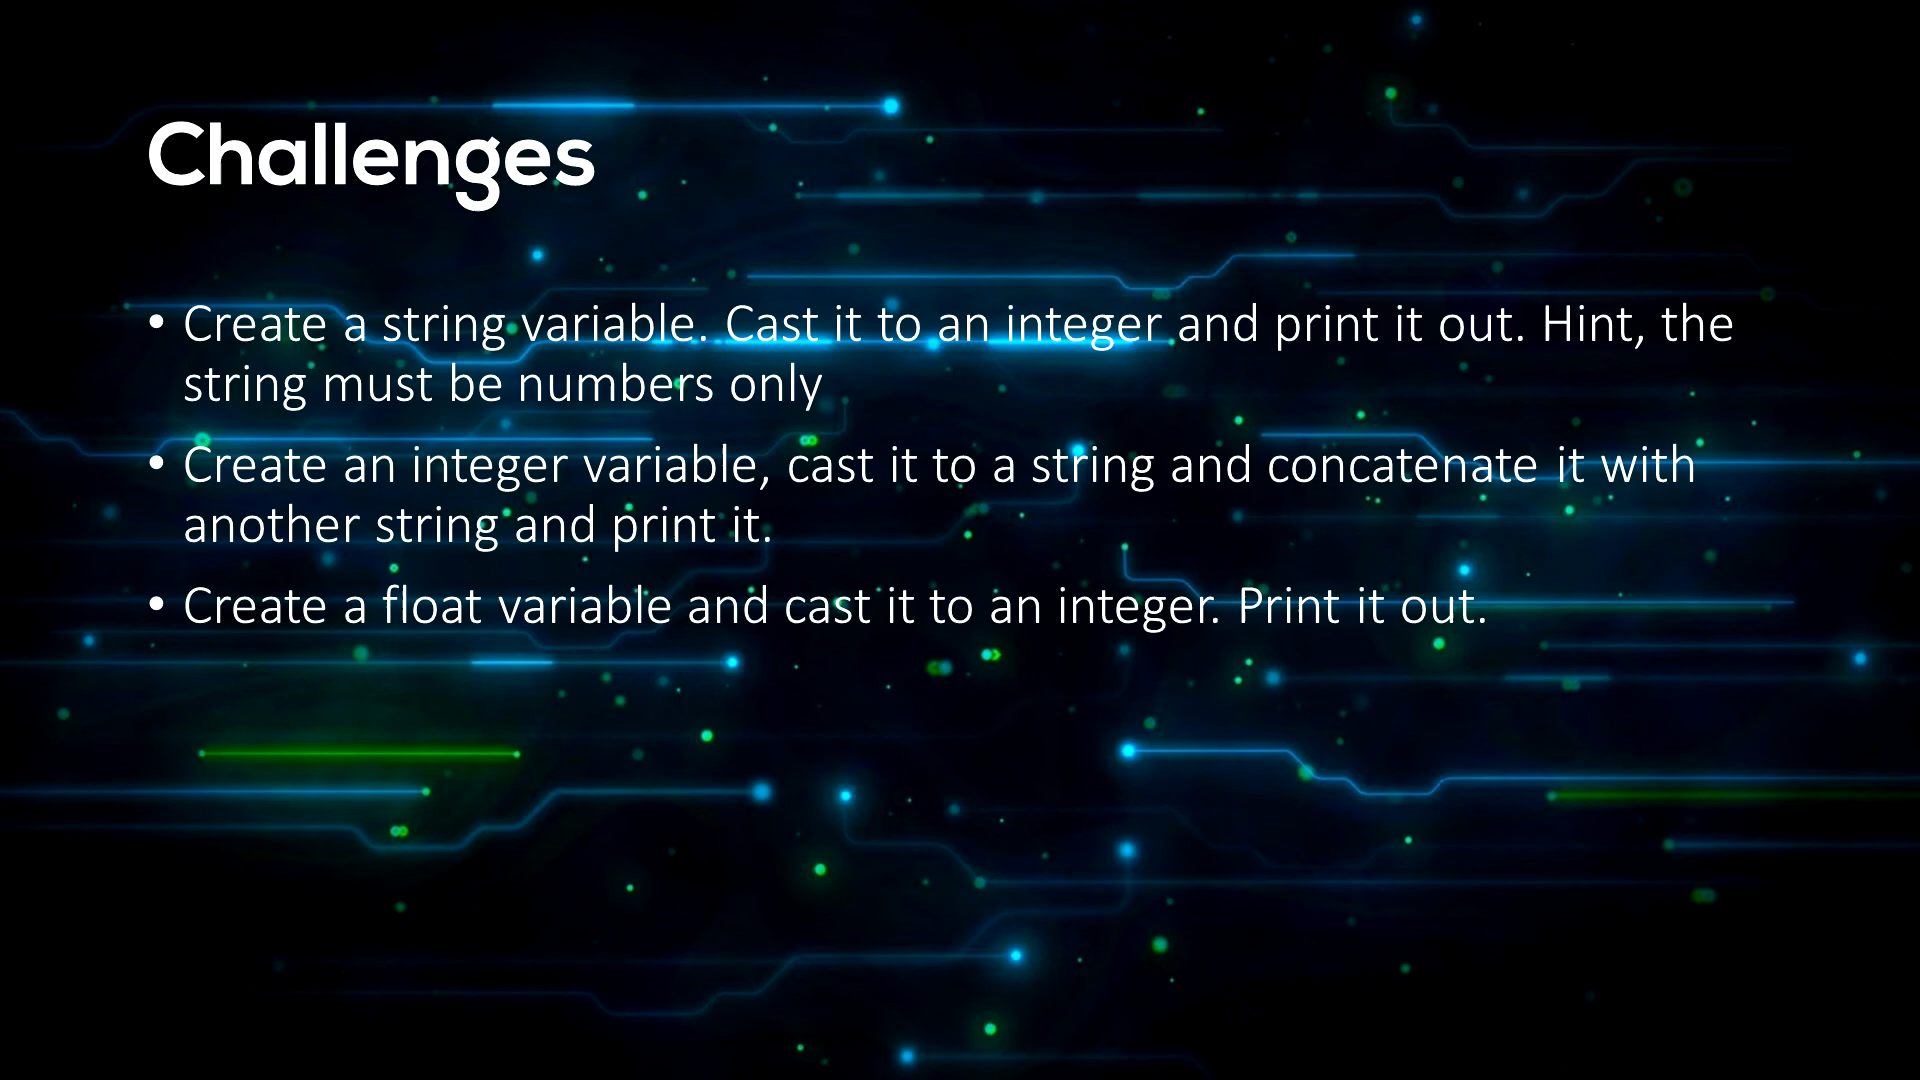 Challenges
• Create a string variable. Cast it to an integer and print it out. Hint, the
string must be numbers only
• Create an integer variable, cast it to a string and concatenate it with
another string and print it.
• Create a float variable and cast it to an integer. Print it out.